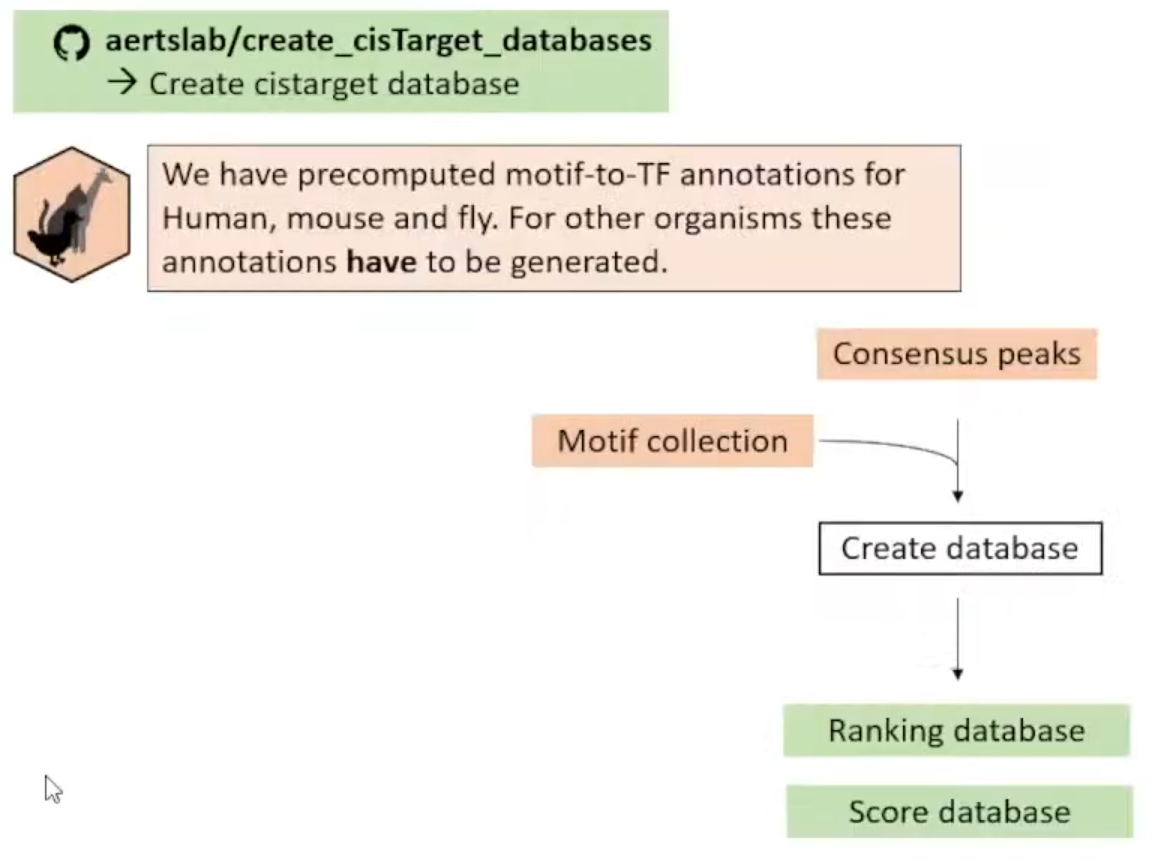 aertslab/create_cisTarget_databases
→ Create cistarget database
We have precomputed motif-to-TF annotations for
Human, mouse and fly. For other organisms these
annotations have to be generated.
Consensus peaks
Motif collection
Create database
Ranking database
Score database